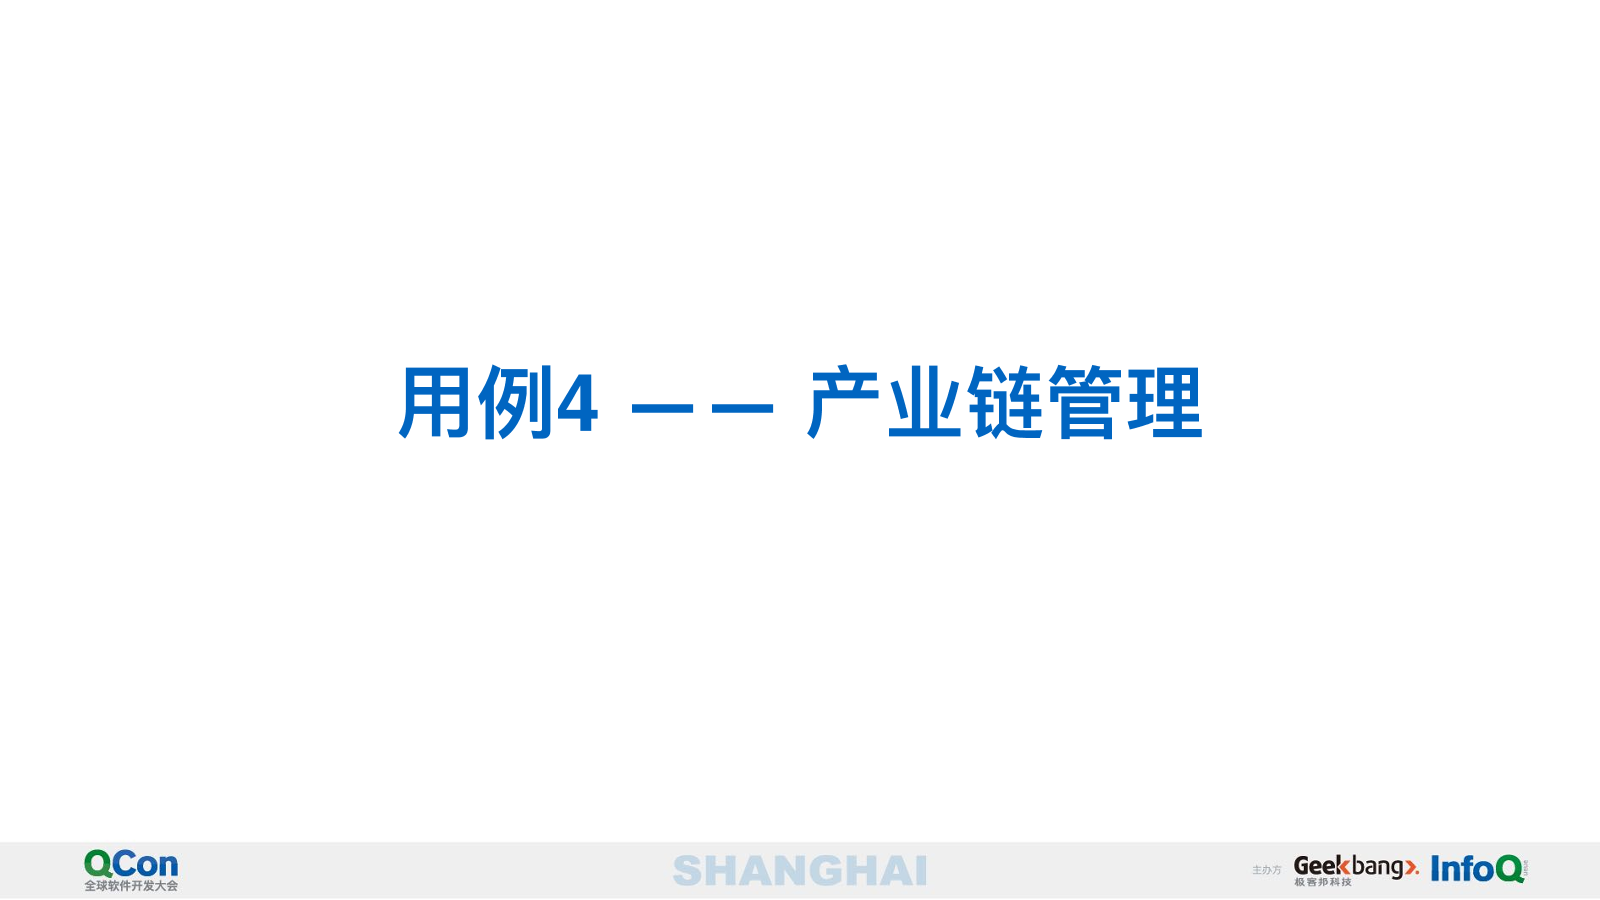 用例4 —— 产业链管理
QCon
全球软件开发大会
SHANGHAI
主办方
Geekbang>.
极客邦科技
InfoQ